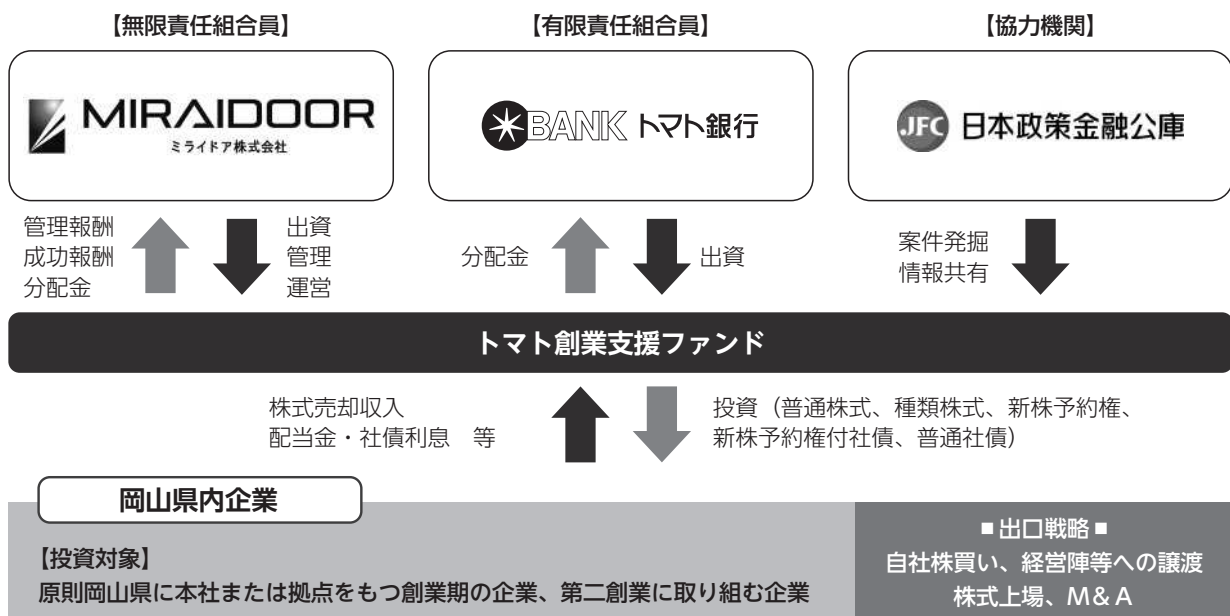 【無限責任組合員】
【有限責任組合員】
【協力機関】
MIRAIDOOR
ミライドア株式会社
BANK トマト銀行
JFC 日本政策金融公庫
管理報酬
成功報酬
分配金
出資
管理
運営
分配金
出資
案件発掘
情報共有
トマト創業支援ファンド
株式売却収入
配当金・社債利息　等
投資（普通株式、種類株式、新株予約権、
新株予約権付社債、普通社債）
岡山県内企業
【投資対象】
原則岡山県に本社または拠点をもつ創業期の企業、第二創業に取り組む企業
■出口戦略■
自社株買い、経営陣等への譲渡
株式上場、M&A